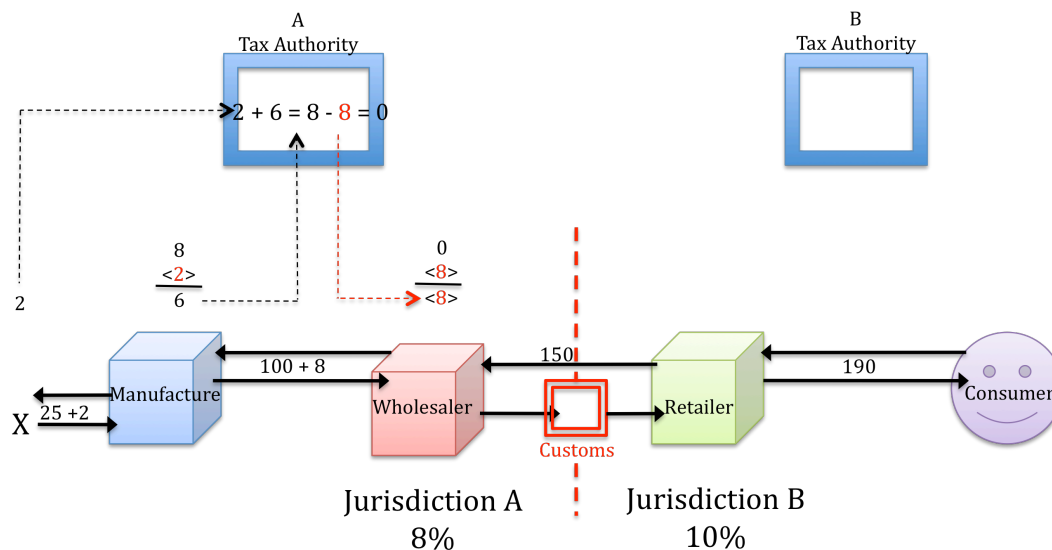 A
Tax Authority
B
Tax Authority
2 + 6 = 8 - 8 = 0
8
<2>
6
0
<8>
<8>
2
150
100 + 8
190
Manufacture
Wholesaler
Retailer
Consumer
25 +2
X
Customs
Jurisdiction A
8%
Jurisdiction B
10%